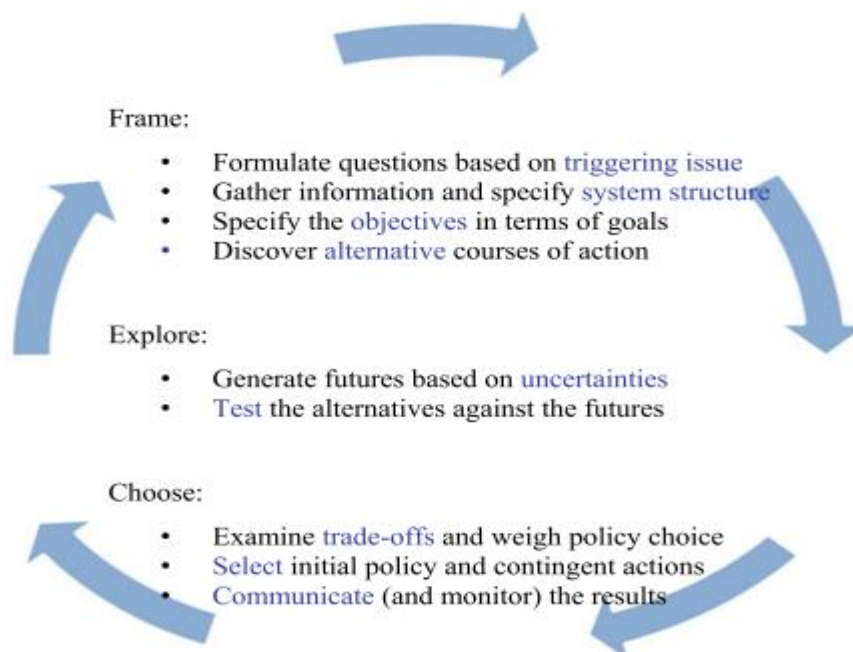 Frame:
• Formulate questions based on triggering issue
• Gather information and specify system structure
• Specify the objectives in terms of goals
• Discover alternative courses of action
Explore:
• Generate futures based on uncertainties
• Test the alternatives against the futures
Choose:
• Examine trade-offs and weigh policy choice
• Select initial policy and contingent actions
• Communicate (and monitor) the results